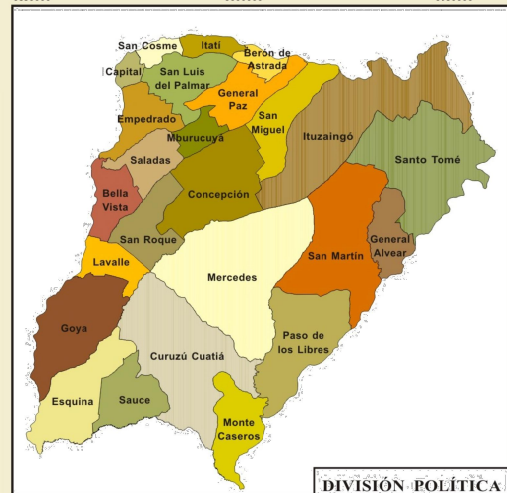 San Cosme
Itatí
Berón de
Astrada
Capital
San Luis
del Palmar
General
Paz
Empedrado
San
Miguel
Mburucuyá
Ituzaingó
Saladas
Santo Tomé
Bella
Vista
Concepción
San Roque
General
Alvear
Lavalle
Mercedes
San Martín
Goya
Paso de
los Libres
Curuzú Cuatiá
Esquina
Sauce
Monte
Caseros
DIVISIÓN POLÍTICA